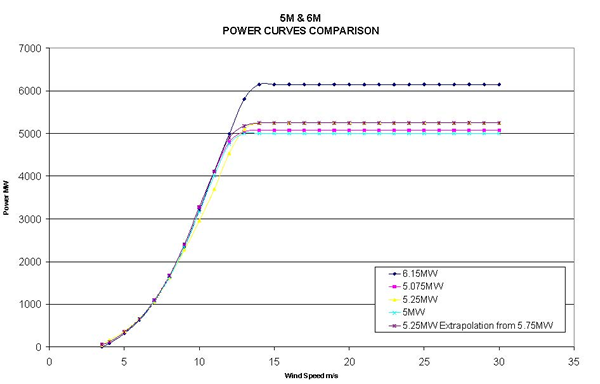 5M & 6M
POWER CURVES COMPARISON
7000
6000
5000
4000
3000
2000
1000
0
Power MW
0 5 10 15 20 25 30 35
Wind Speed m/s
6.15MW
5.075MW
5.25MW
5MW
5.25MW Extrapolation from 5.75MW